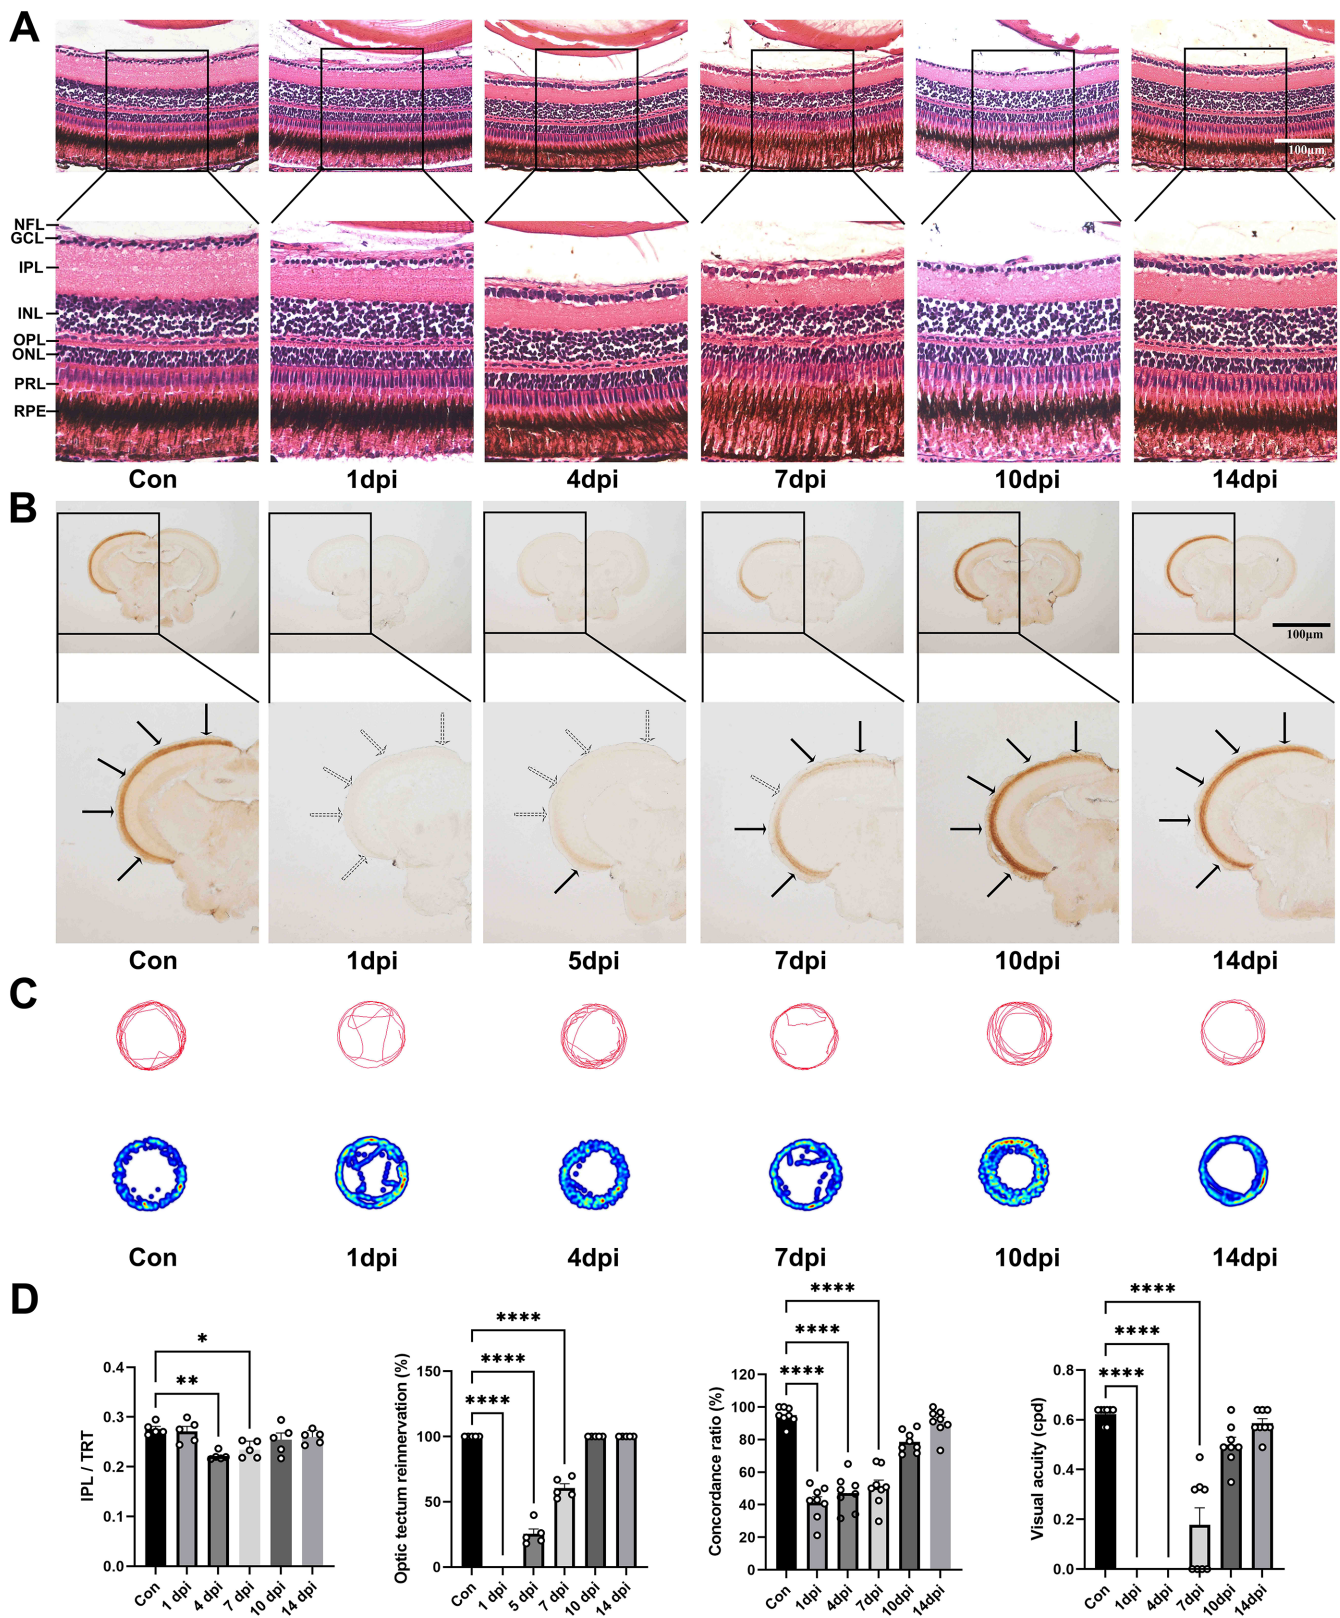 A
100μm
NFL
GCL
IPL
INL
OPL
ONL
PRL
RPE
Con 1dpi 4dpi 7dpi 10dpi 14dpi
B
100μm
Con 1dpi 5dpi 7dpi 10dpi 14dpi
C
Con 1dpi 4dpi 7dpi 10dpi 14dpi
D
IPL / TRT
0.4
0.3
0.2
0.1
0.0
*
**
Con 1 dpi 4 dpi 7 dpi 10 dpi 14 dpi
Optic tectum reinnervation (%)
150
100
50
0
****
****
****
Con 1 dpi 5 dpi 7 dpi 10 dpi 14 dpi
Concordance ratio (%)
120
100
80
60
40
20
0
****
****
****
Con 1dpi 4dpi 7dpi 10dpi 14dpi
Visual acuity (cpd)
0.8
0.6
0.4
0.2
0.0
****
****
****
Con 1dpi 4dpi 7dpi 10dpi 14dpi